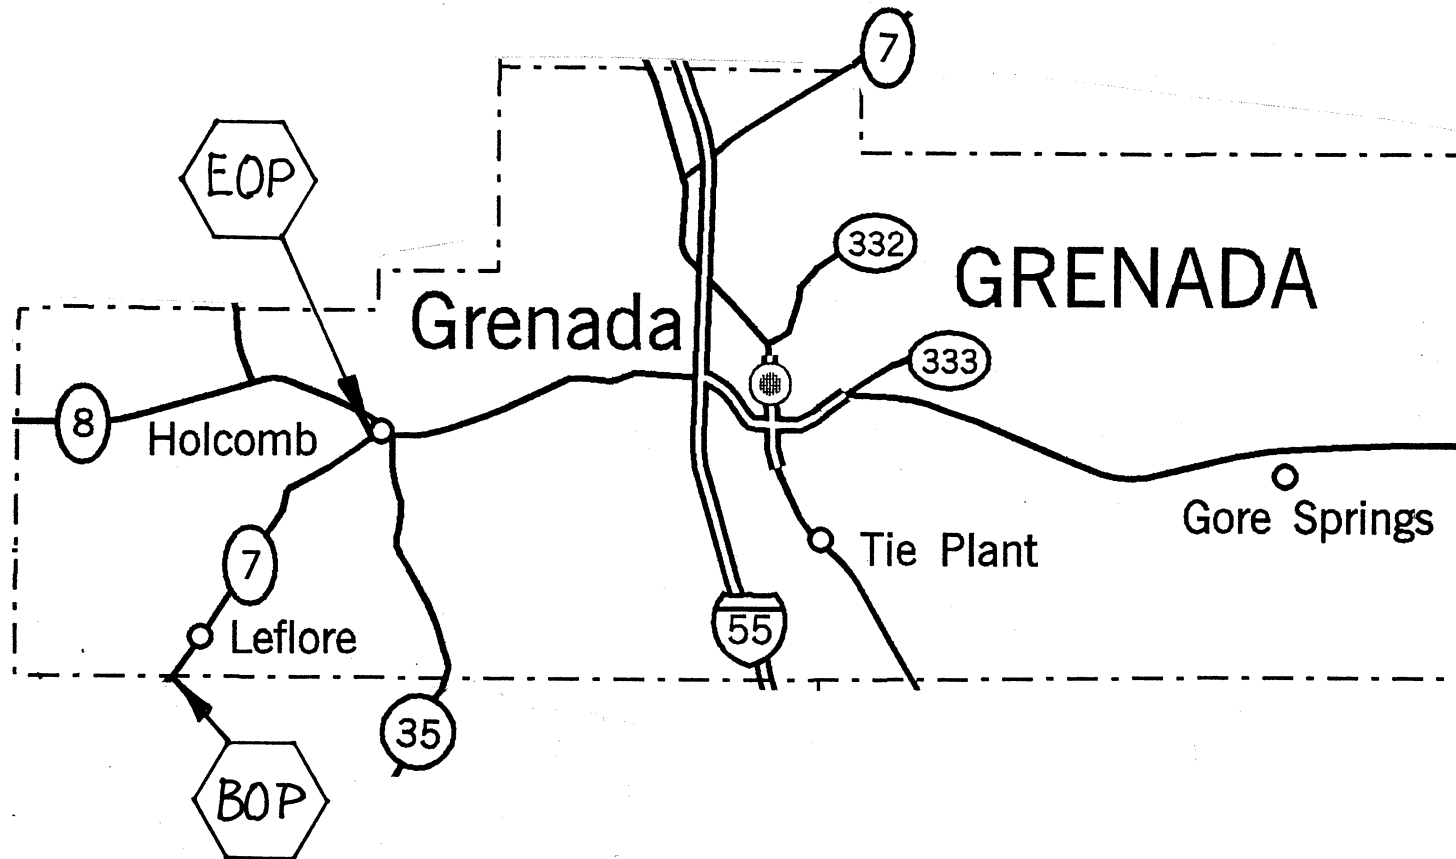 7
EOP
332
GRENADA
Grenada
333
8
Holcomb
Gore Springs
7
Tie Plant
55
Leflore
35
BOP